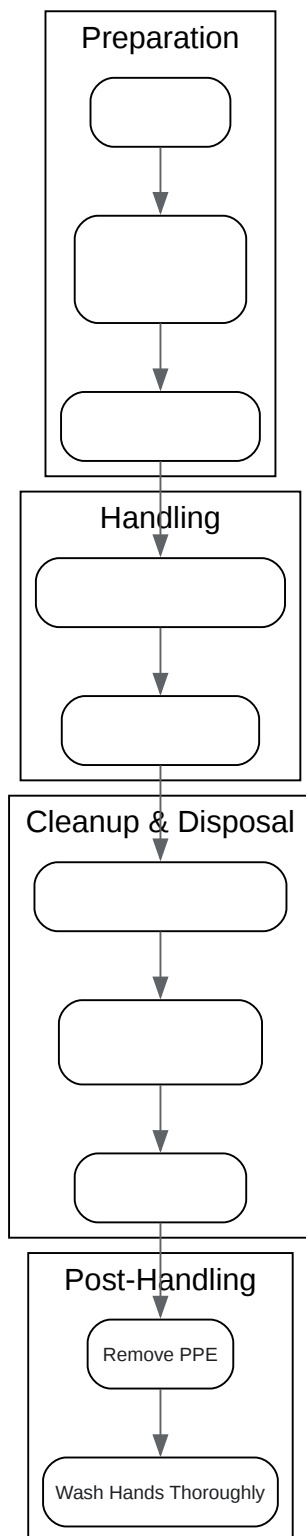 Preparation
Handling
Cleanup & Disposal
Post-Handling
Remove PPE
Wash Hands Thoroughly